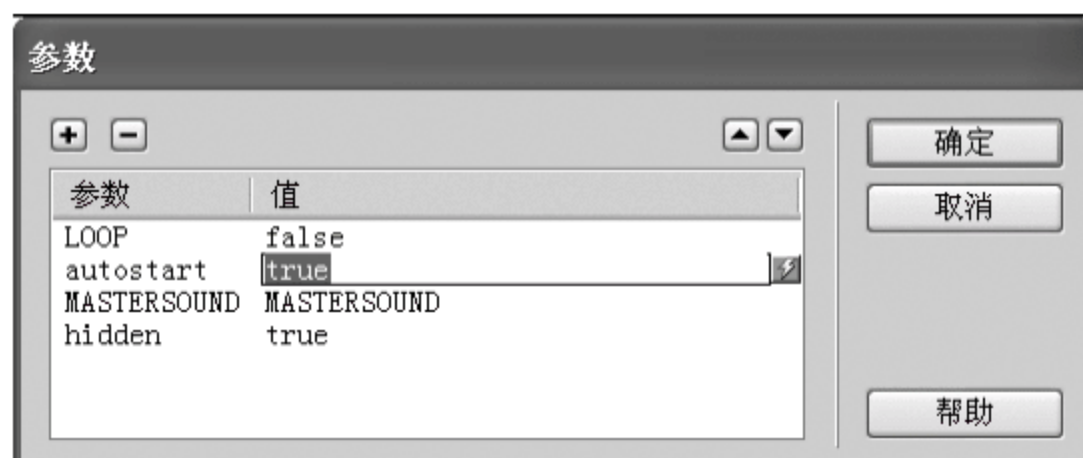 参数
确定
取消
参数 值
LOOP false
autostart true
MASTERSOUND MASTERSOUND
hidden true
帮助